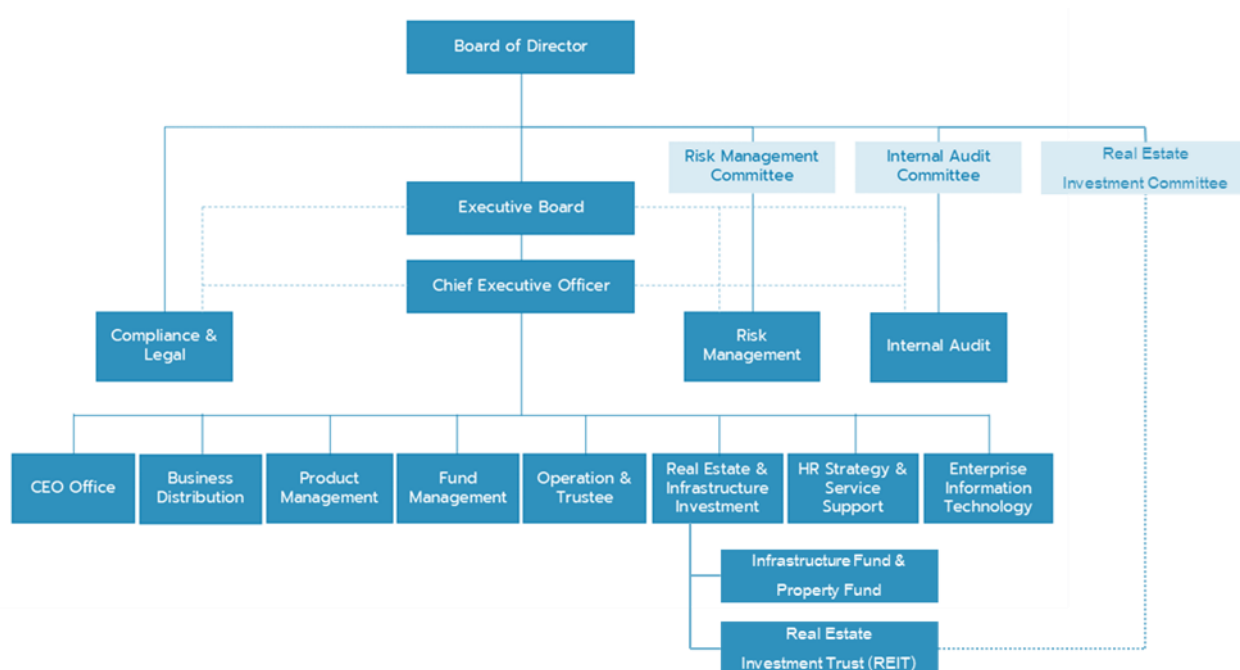 Board of Director
Risk Management
Committee
Internal Audit
Committee
Real Estate
Investment Committee
Executive Board
Chief Executive Officer
Compliance &
Legal
Risk
Management
Internal Audit
CEO Office
Business
Distribution
Product
Management
Fund
Management
Operation &
Trustee
Real Estate &
Infrastructure
Investment
HR Strategy &
Service
Support
Enterprise
Information
Technology
Infrastructure Fund &
Property Fund
Real Estate
Investment Trust (REIT)